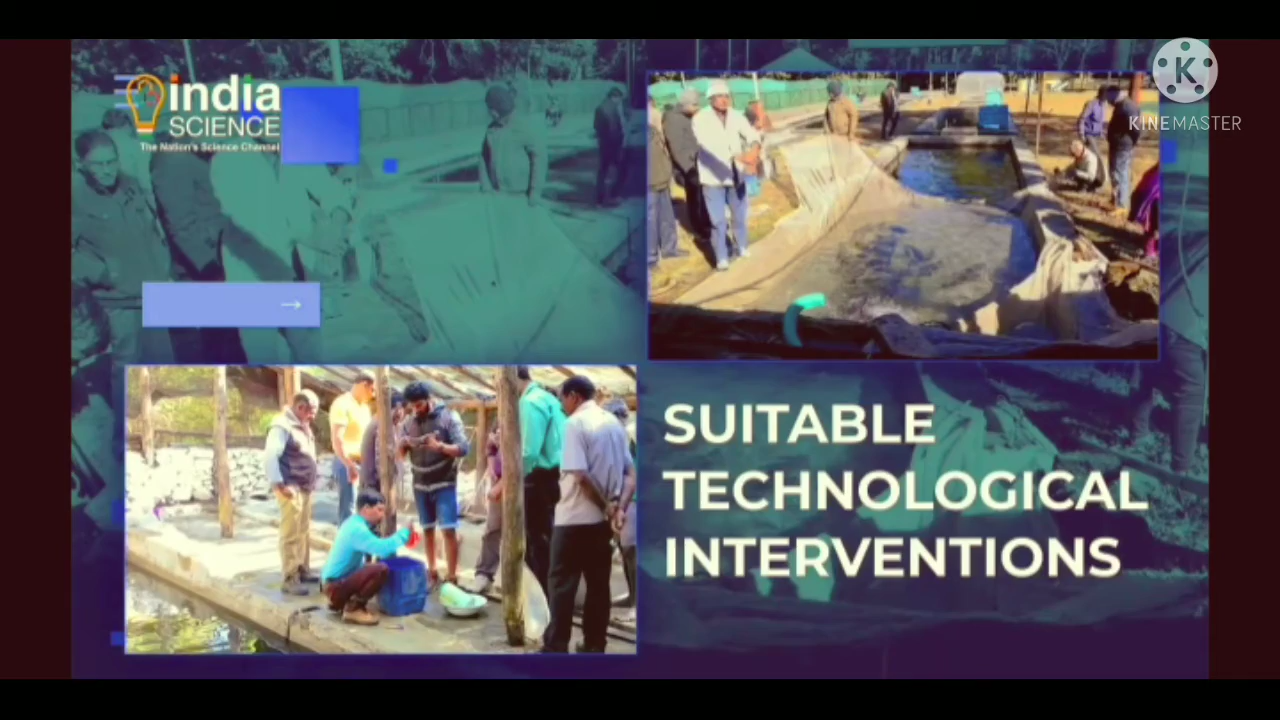 india
SCIENCE
The Nation's Science Channel
K
KINEMASTER
SUITABLE
TECHNOLOGICAL
INTERVENTIONS